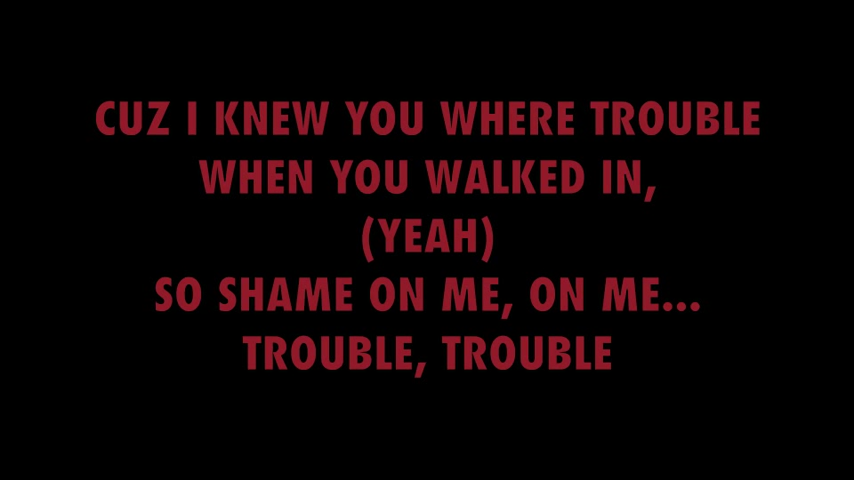 CUZ I KNEW YOU WHERE TROUBLE
WHEN YOU WALKED IN,
(YEAH)
SO SHAME ON ME, ON ME...
TROUBLE, TROUBLE